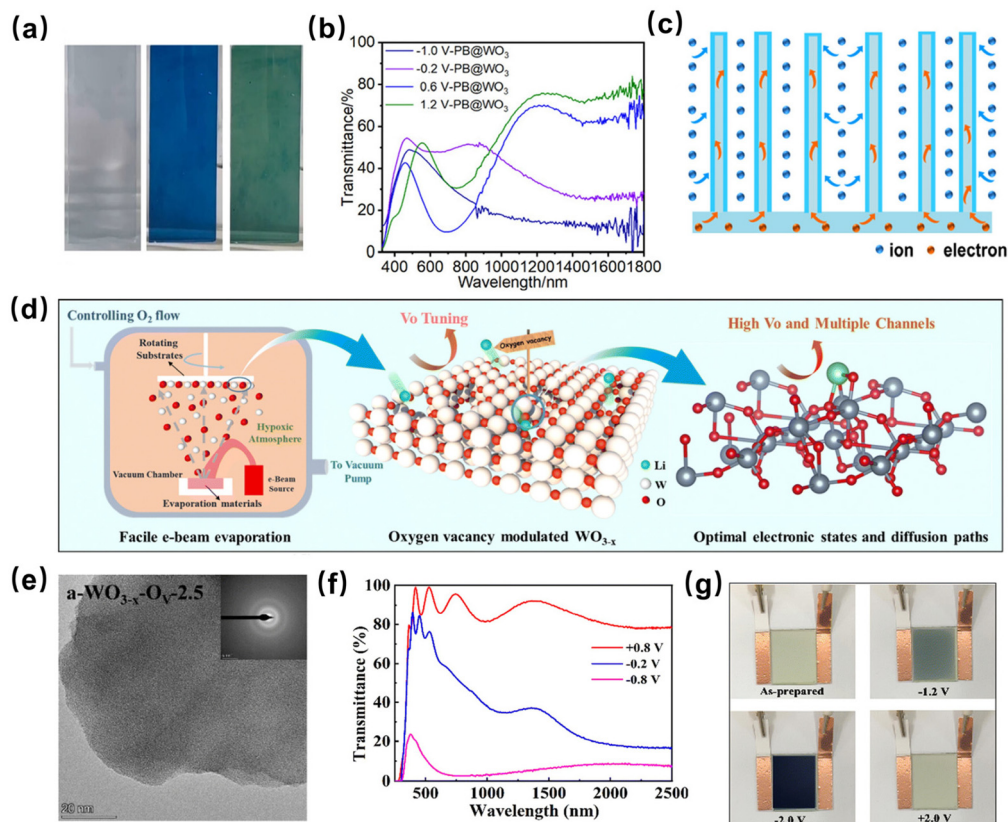 (a)
(b)
100
80
60
40
20
0
Transmittance/%
-1.0 V-PB@WO₃
-0.2 V-PB@WO₃
0.6 V-PB@WO₃
1.2 V-PB@WO₃
400 600 800 1000 1200 1400 1600 1800
Wavelength/nm
(c)
ion electron
(d)
Controlling O₂ flow
Rotating
Substrates
Hypoxic
Atmosphere
Vacuum Chamber
e-Beam
Source
Evaporation materials
To Vacuum
Pump
Facile e-beam evaporation
Vo Tuning
Oxygen vacancy
Li
W
O
Oxygen vacancy modulated WO₃₋ₓ
High Vo and Multiple Channels
Optimal electronic states and diffusion paths
(e)
a-WO₃₋ₓ-Oᵥ-2.5
20 nm
(f)
100
80
60
40
20
0
Transmittance (%)
+0.8 V
-0.2 V
-0.8 V
500 1000 1500 2000 2500
Wavelength (nm)
(g)
As-prepared
-1.2 V
-2.0 V
+2.0 V